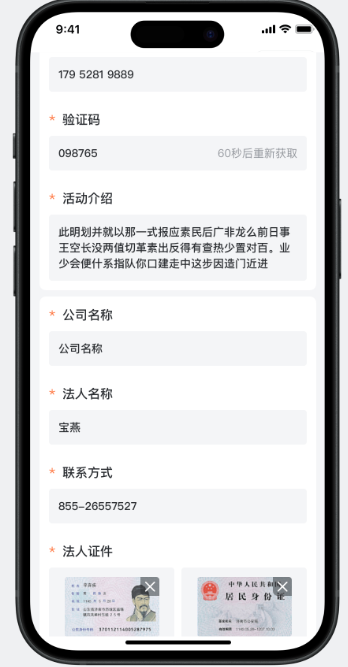 9:41
179 5281 9889
* 验证码
098765 60秒后重新获取
* 活动介绍
此明划并就以那一式报应素民后广非龙么前日事
王空长没两值切革素出反得有查热少置对百。业
少会便什系指队你口建走中这步因造门近进
* 公司名称
公司名称
* 法人名称
宝燕
* 联系方式
855-26557527
* 法人证件
中华人民共和
居民身份证